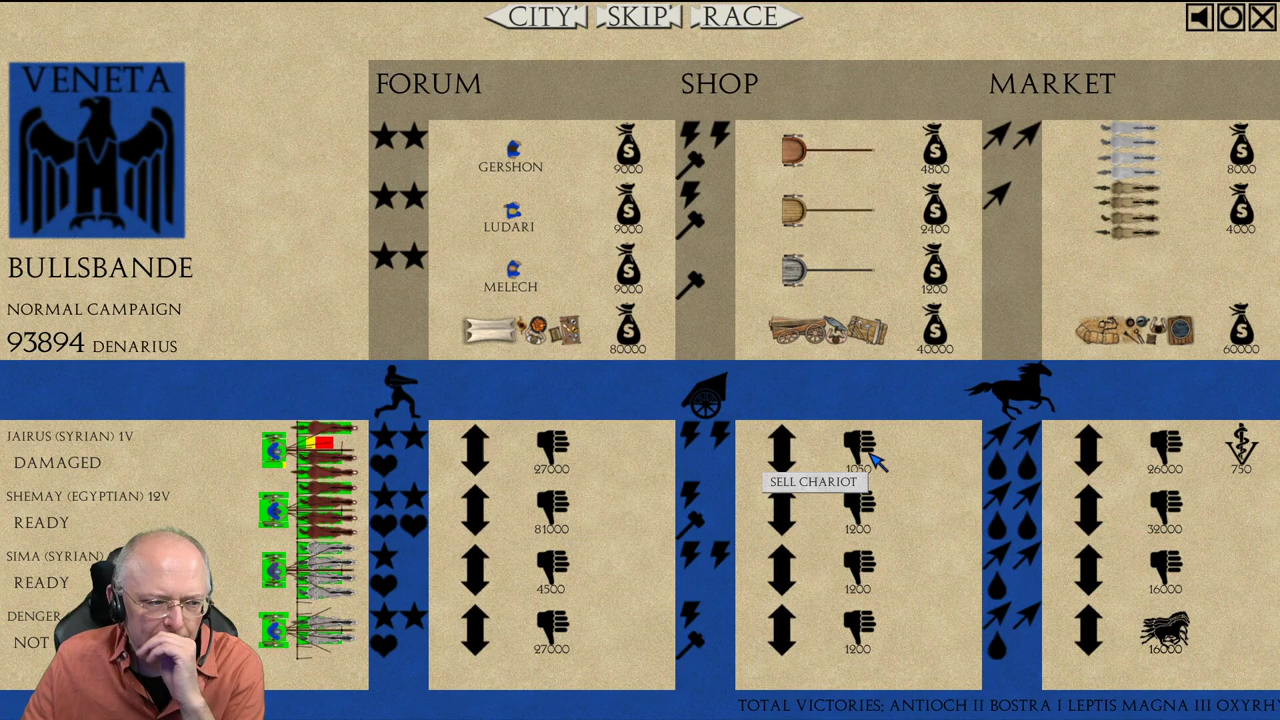 CITY SKIP RACE
VENETA
BULLSBANDE
NORMAL CAMPAIGN
93894 DENARIUS
FORUM
GERSHON
S
9000
LUDARI
S
9000
MELECH
S
9000
S
80000
SHOP
S
4800
S
2400
S
1200
S
40000
MARKET
S
8000
S
4000
S
60000
JAIRUS (SYRIAN) 1V
DAMAGED
27000
1050
SELL CHARIOT
26000
750
SHEMAY (EGYPTIAN) 12V
READY
81000
1200
32000
SIMA (SYRIAN)
READY
4500
1200
16000
DENGER
NOT
27000
1200
16000
TOTAL VICTORIES: ANTIOCH II BOSTRA I LEPTIS MAGNA III OXYRH